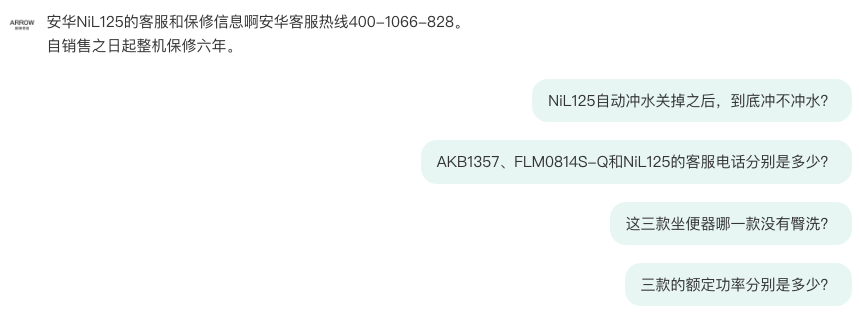 ARROW
安华NiL125的客服和保修信息啊安华客服热线400-1066-828。
自销售之日起整机保修六年。
NiL125自动冲水关掉之后，到底冲不冲水？
AKB1357、FLM0814S-Q和NiL125的客服电话分别是多少？
这三款坐便器哪一款没有臀洗？
三款的额定功率分别是多少？